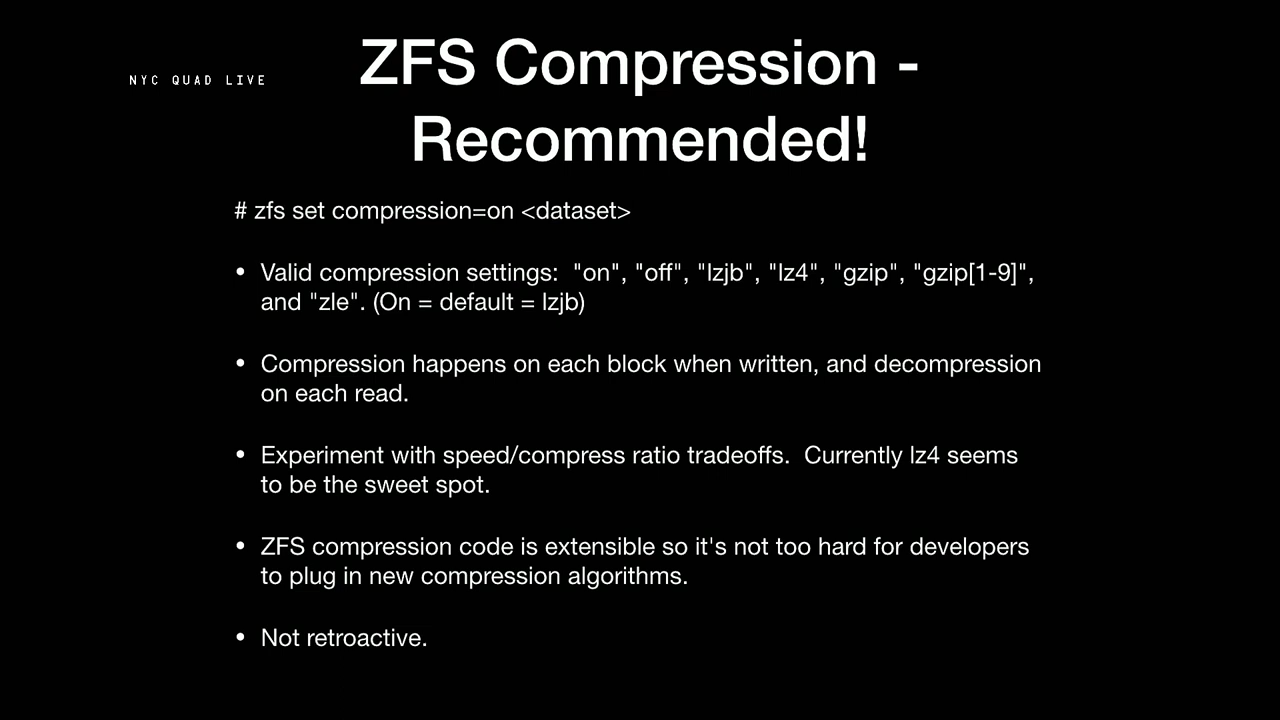 NYC QUAD LIVE
ZFS Compression -
Recommended!
# zfs set compression=on <dataset>
• Valid compression settings:  "on", "off", "lzjb", "lz4", "gzip", "gzip[1-9]",
and "zle". (On = default = lzjb)
• Compression happens on each block when written, and decompression
on each read.
• Experiment with speed/compress ratio tradeoffs.  Currently lz4 seems
to be the sweet spot.
• ZFS compression code is extensible so it's not too hard for developers
to plug in new compression algorithms.
• Not retroactive.